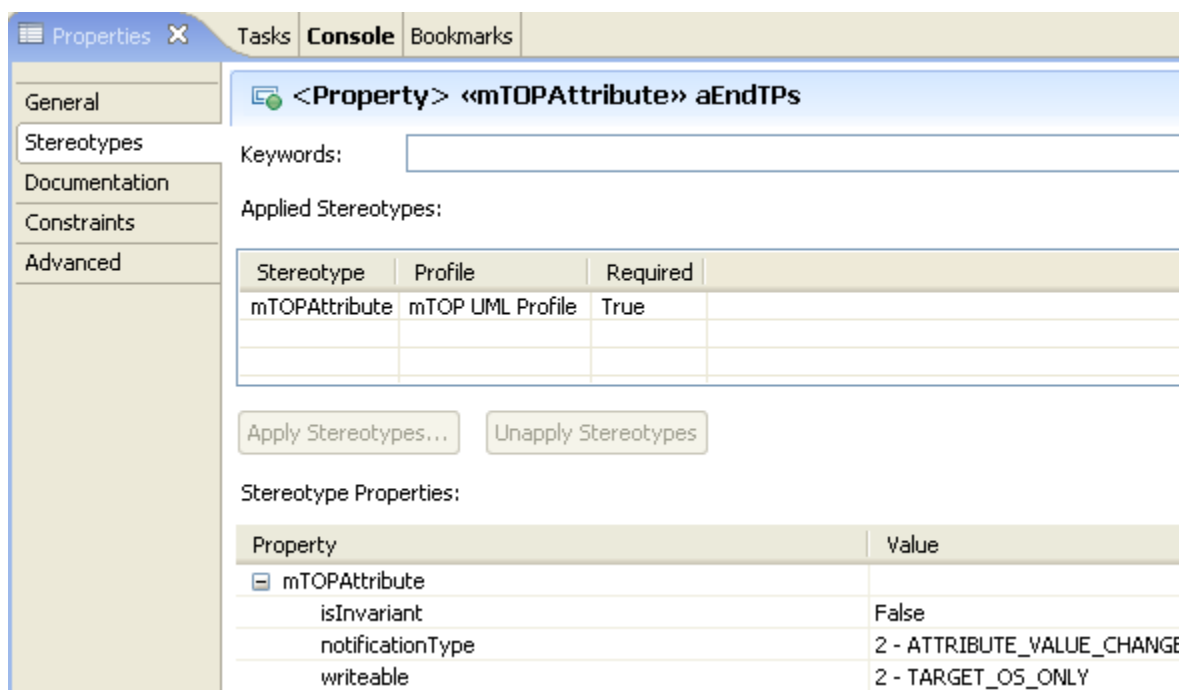 Properties Tasks Console Bookmarks
<Property> «mTOPAttribute» aEndTPs
General
Stereotypes
Documentation
Constraints
Advanced
Keywords:
Applied Stereotypes:
Stereotype Profile Required
mTOPAttribute mTOP UML Profile True
Apply Stereotypes... Unapply Stereotypes
Stereotype Properties:
Property Value
mTOPAttribute
isInvariant False
notificationType 2 - ATTRIBUTE_VALUE_CHANGE
writeable 2 - TARGET_OS_ONLY